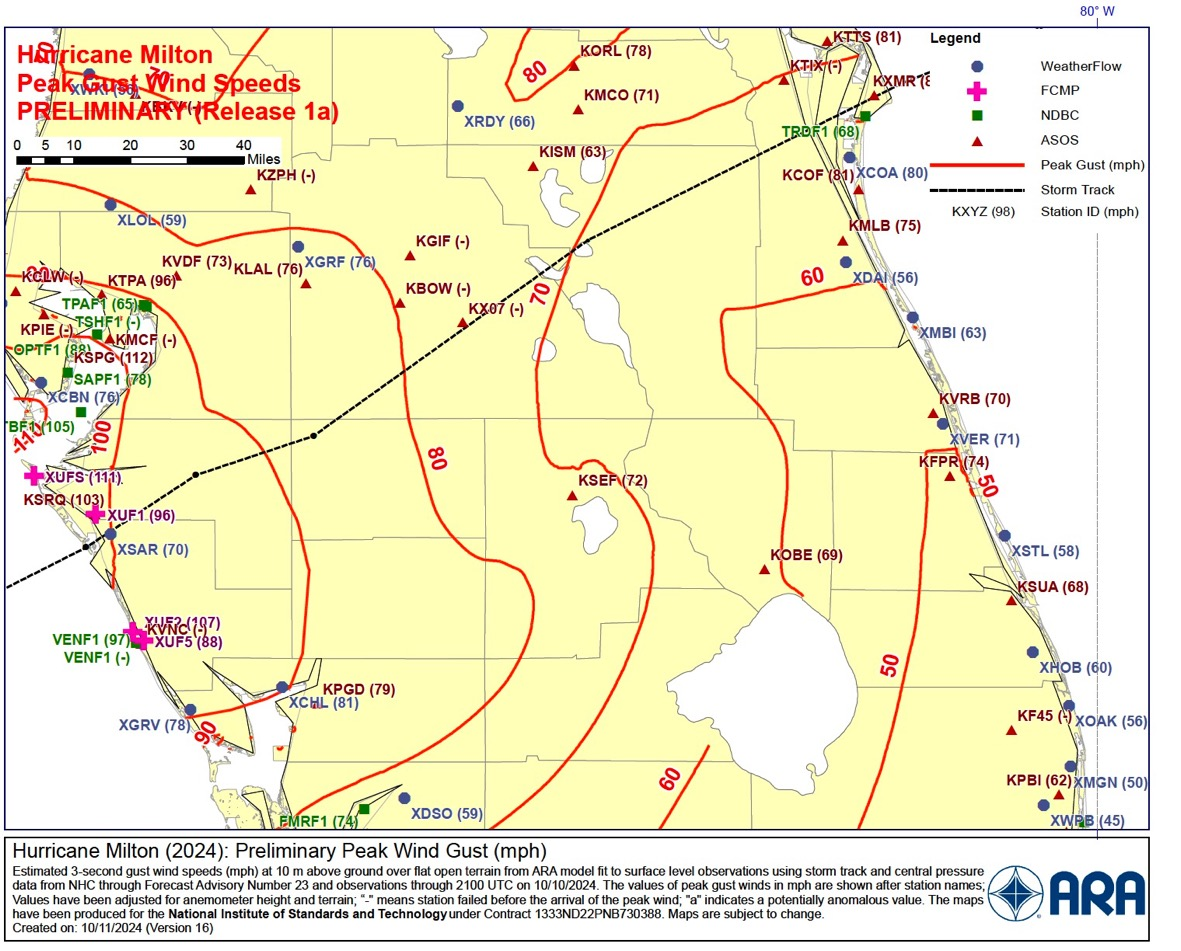 80° W
Hurricane Milton
Peak Gust Wind Speeds
PRELIMINARY (Release 1a)
0 5 10 20 30 40
Miles
Legend
WeatherFlow
FCMP
NDBC
ASOS
Peak Gust (mph)
Storm Track
KXYZ (98) Station ID (mph)
KTTS (81)
KORL (78)
KTIX (-)
80
70
KMCO (71)
XRDY (66)
TRDF1 (68)
KISM (63)
KZPH (-)
KCOF (81)
XCOA (80)
XLOL (59)
KMLB (75)
KGIF (-)
KVDF (73)
KLAL (76)
XGRF (76)
XDAI (56)
60
KCLW (-)
KTPA (96)
KBOW (-)
70
TPAF1 (65)
KX07 (-)
TSHF1 (-)
KPIE (-)
XMBI (63)
KMCF (-)
OPTF1 (88)
KSPG (112)
SAPF1 (78)
XCBN (76)
KVRB (70)
110
100
XVER (71)
80
KFPR (74)
XUFS (111)
KSEF (72)
50
KSRQ (103)
XUF1 (96)
XSAR (70)
XSTL (58)
KOBE (69)
KSUA (68)
XUF2 (107)
KVNC (-)
VENF1 (97)
XUF5 (88)
VENF1 (-)
50
XHOB (60)
KPGD (79)
XCHL (81)
XGRV (78)
90
KF45 (-)
XOAK (56)
60
KPBI (62)
XMGN (50)
XDSO (59)
FMRF1 (74)
XWPB (45)
Hurricane Milton (2024): Preliminary Peak Wind Gust (mph)
Estimated 3-second gust wind speeds (mph) at 10 m above ground over flat open terrain from ARA model fit to surface level observations using storm track and central pressure
data from NHC through Forecast Advisory Number 23 and observations through 2100 UTC on 10/10/2024. The values of peak gust winds in mph are shown after station names;
Values have been adjusted for anemometer height and terrain; "-" means station failed before the arrival of the peak wind; "a" indicates a potentially anomalous value. The maps
have been produced for the National Institute of Standards and Technology under Contract 1333ND22PNB730388. Maps are subject to change.
Created on: 10/11/2024 (Version 16)
ARA